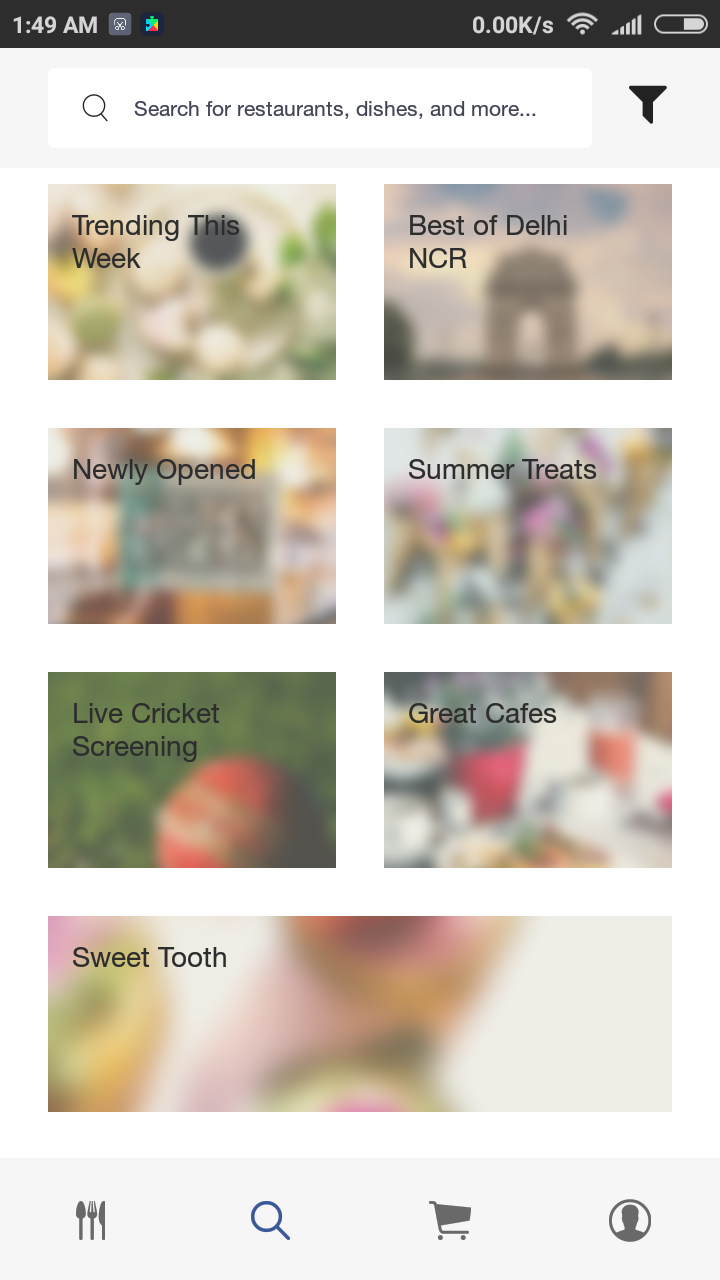 1:49 AM
0.00K/s
Search for restaurants, dishes, and more...
Trending This
Week
Best of Delhi
NCR
Newly Opened
Summer Treats
Live Cricket
Screening
Great Cafes
Sweet Tooth